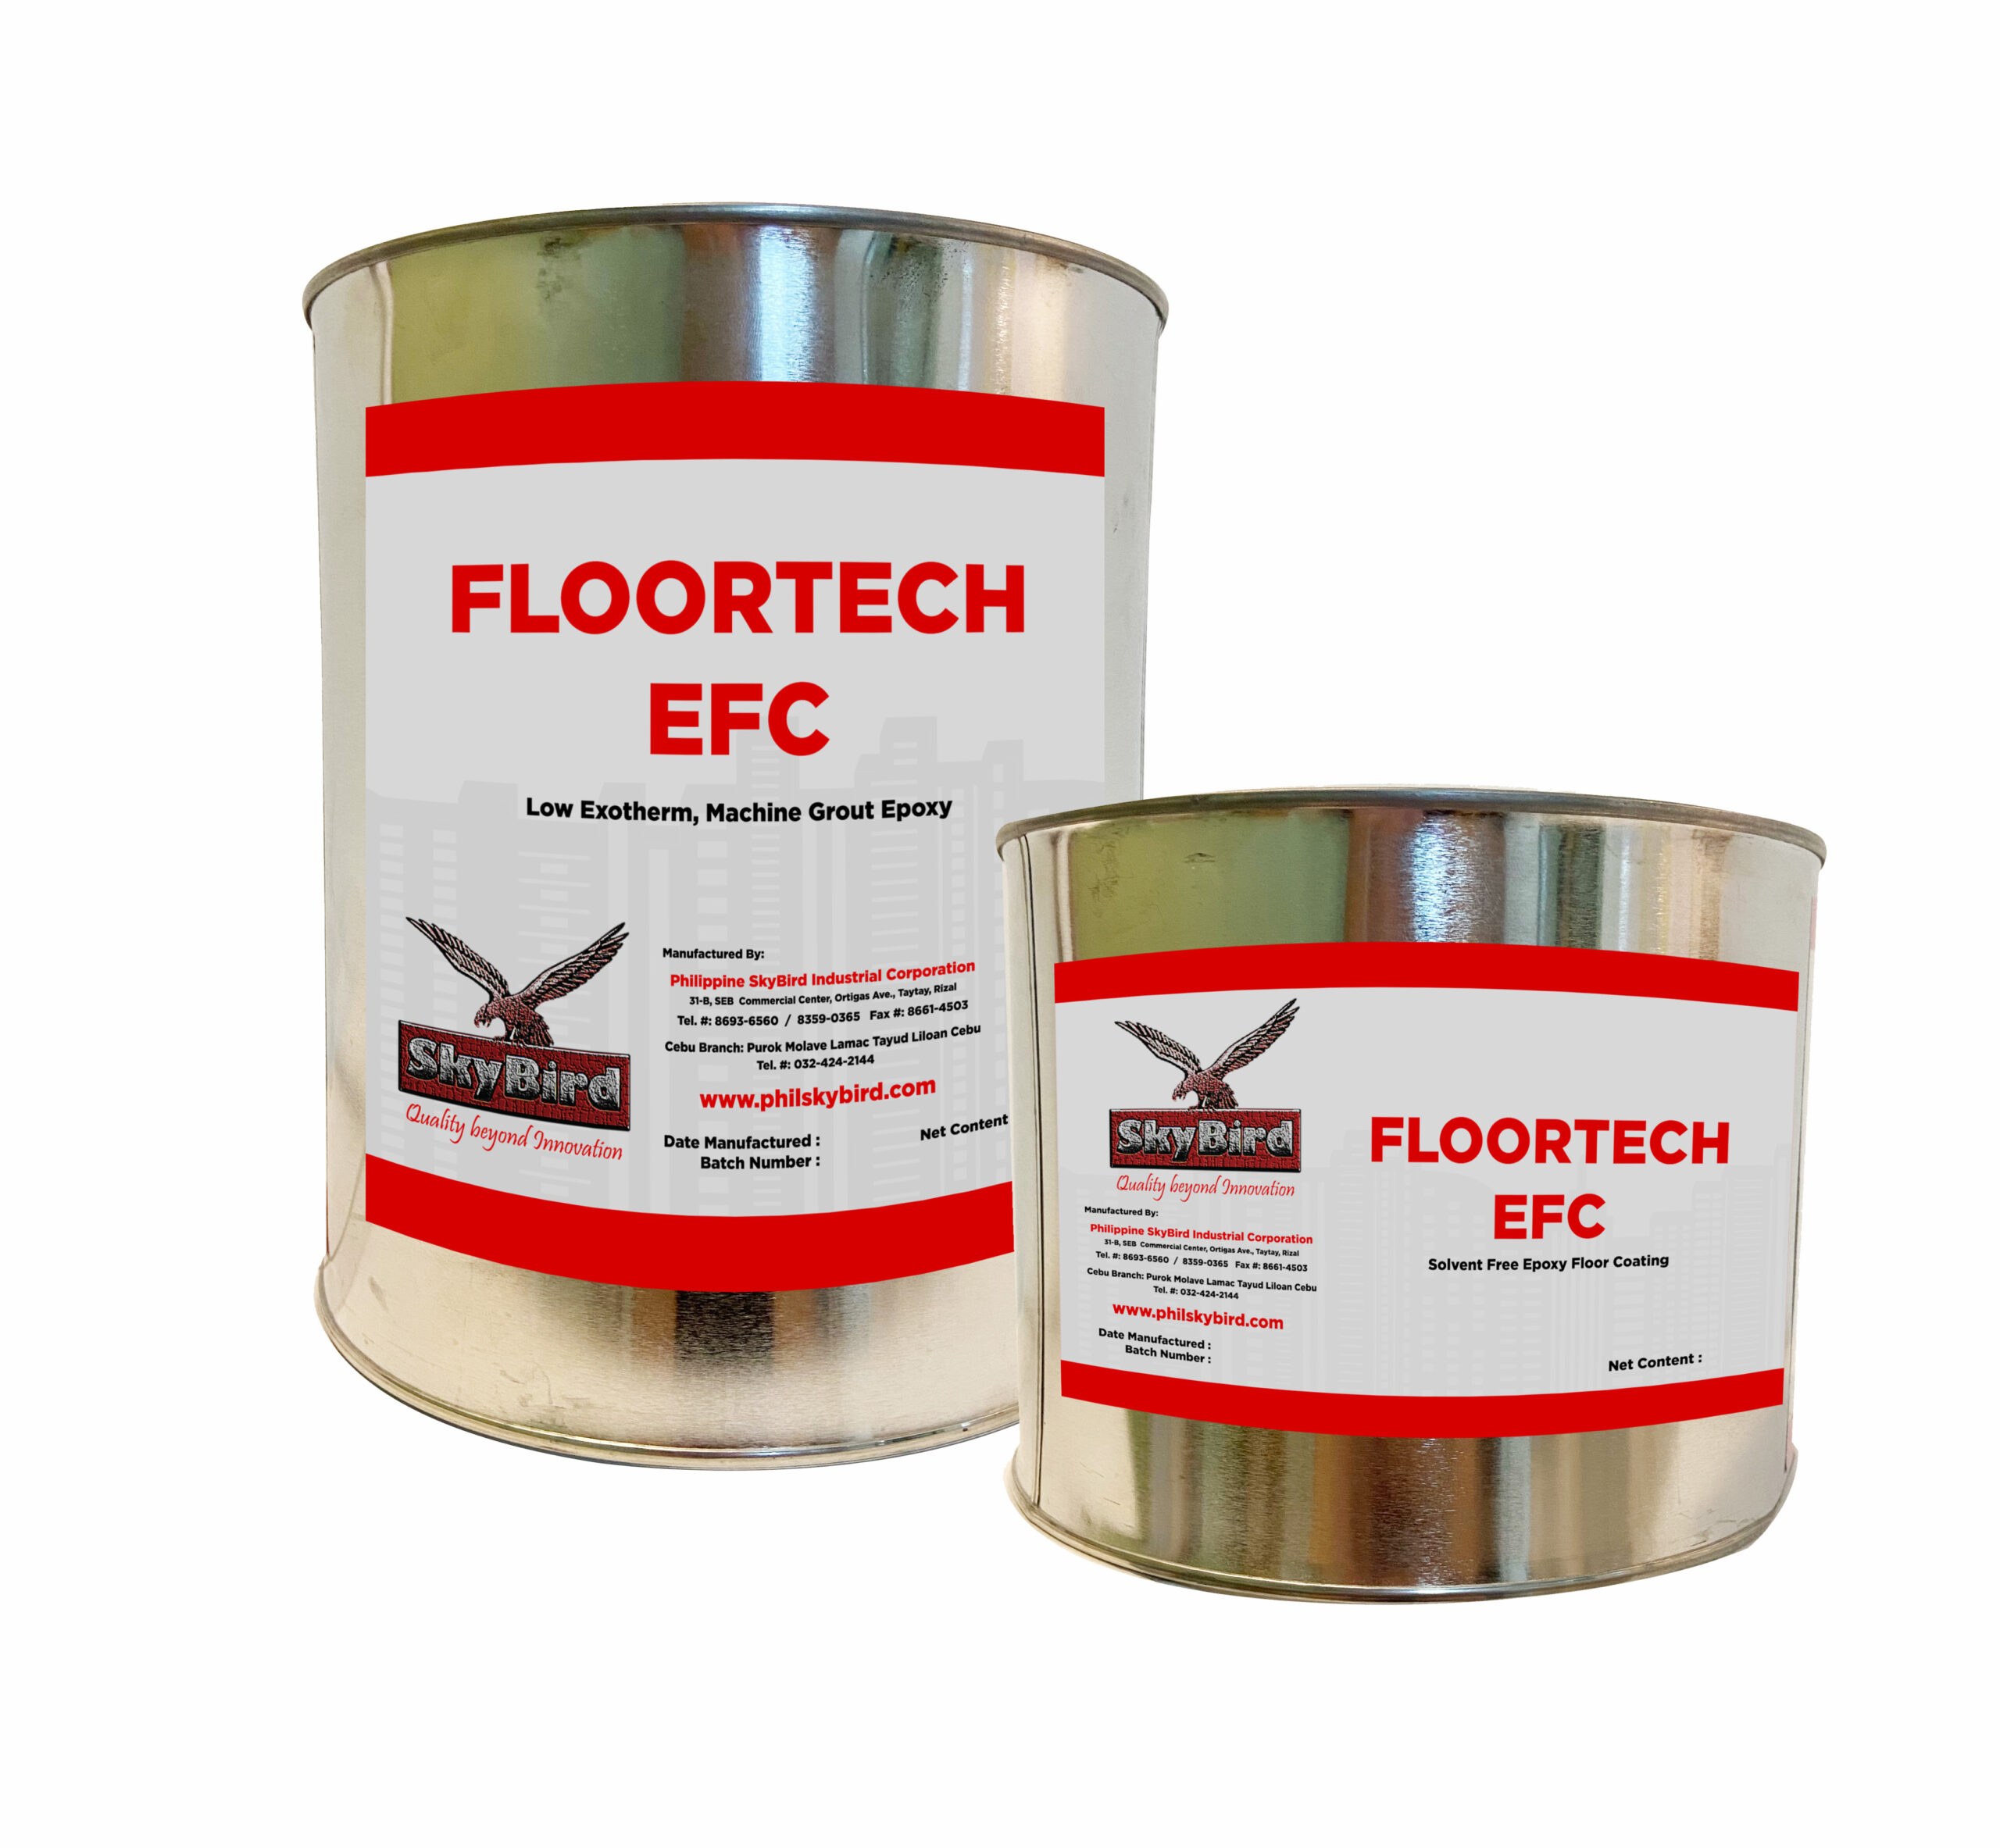 FLOORTECH
EFC
Low Exotherm, Machine Grout Epoxy
SkyBird
Quality beyond Innovation
Manufactured By:
Philippine SkyBird Industrial Corporation
31-B, SEB Commercial Center, Ortigas Ave., Taytay, Rizal
Tel. #: 8693-6560 / 8359-0365 Fax #: 8661-4503
Cebu Branch: Purok Molave Lamac Tayud Liloan Cebu
Tel. #: 032-424-2144
www.philskybird.com
Date Manufactured :
Batch Number :
Net Content
SkyBird
Quality beyond Innovation
Manufactured By:
Philippine SkyBird Industrial Corporation
31-B, SEB Commercial Center, Ortigas Ave., Taytay, Rizal
Tel. #: 8693-6560 / 8359-0365 Fax #: 8661-4503
Cebu Branch: Purok Molave Lamac Tayud Liloan Cebu
Tel. #: 032-424-2144
www.philskybird.com
Date Manufactured :
Batch Number :
FLOORTECH
EFC
Solvent Free Epoxy Floor Coating
Net Content :